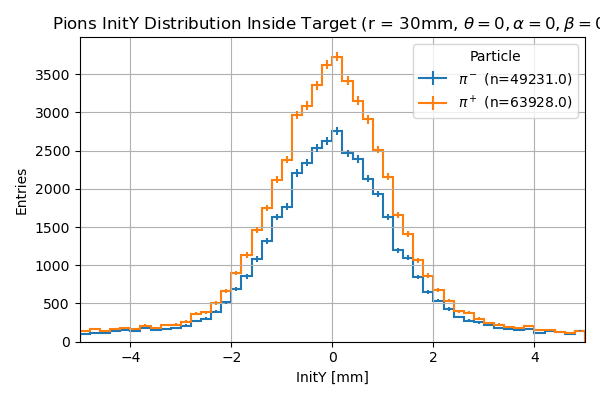 Pions InitY Distribution Inside Target (r = 30mm, θ = 0, α = 0, β = 0
Particle
π⁻ (n=49231.0)
π⁺ (n=63928.0)
Entries
3500
3000
2500
2000
1500
1000
500
0
−4 −2 0 2 4
InitY [mm]